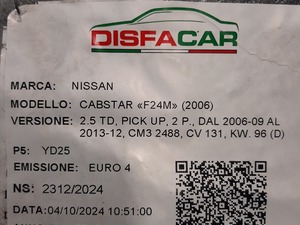 DISFACAR
MARCA: NISSAN
MODELLO: CABSTAR «F24M» (2006)
VERSIONE: 2.5 TD, PICK UP, 2 P., DAL 2006-09 AL
2013-12, CM3 2488, CV 131, KW. 96 (D)
P5: YD25
EMISSIONE: EURO 4
NS: 2312/2024
DATA:04/10/2024 10:51:00